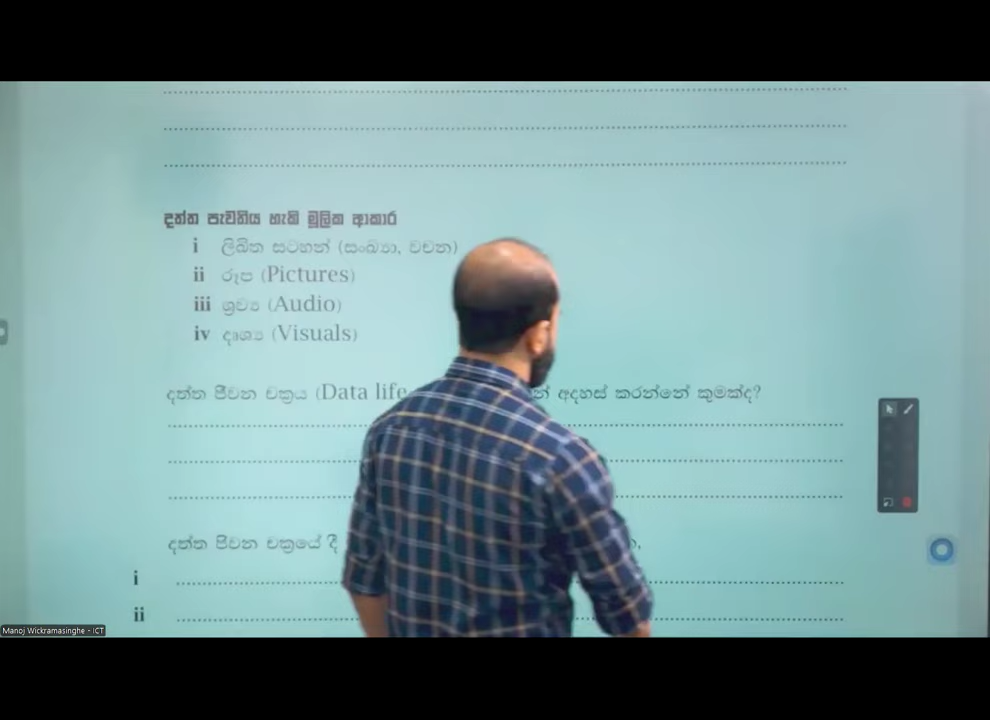 දත්ත පැවතිය හැකි මූලික ආකාර
i ලිඛිත සටහන් (සංඛ්‍යා, වචන)
ii රූප (Pictures)
iii ශ්‍රව්‍ය (Audio)
iv දෘශ්‍ය (Visuals)
දත්ත ජීවන චක්‍රය (Data life න් අදහස් කරන්නේ කුමක්ද?
දත්ත ජීවන චක්‍රයේ දී
i
ii
Manoj Wickramasinghe - ICT